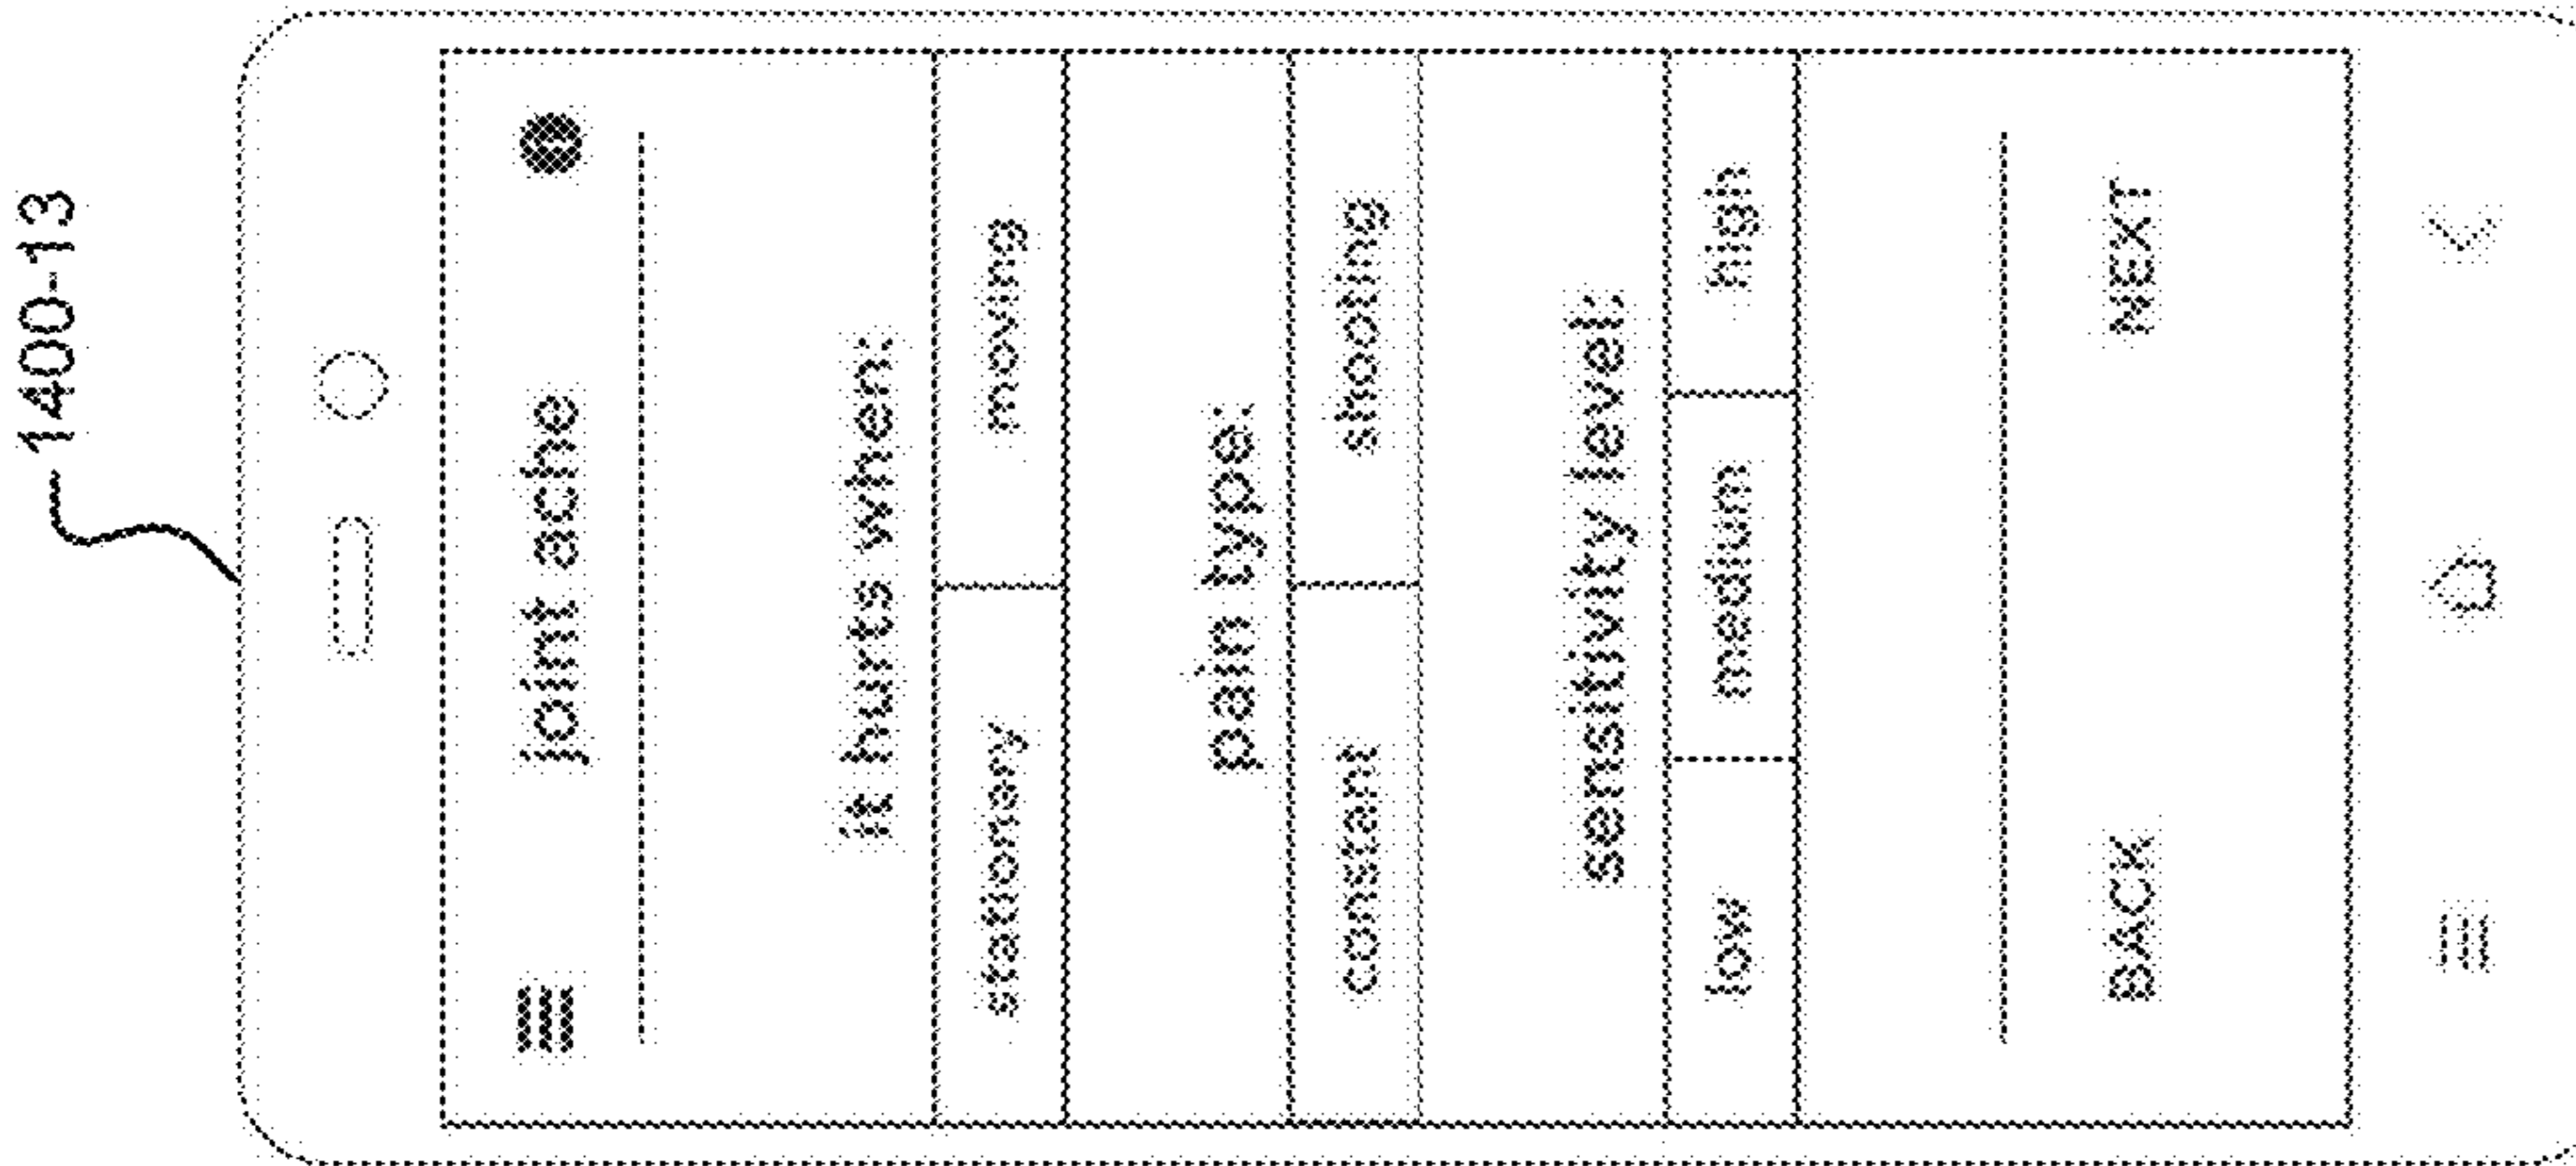 1400-13
joint ache
it hurts when:
stationery moving
pain type:
constant shooting
sensitivity level:
low medium high
BACK NEXT